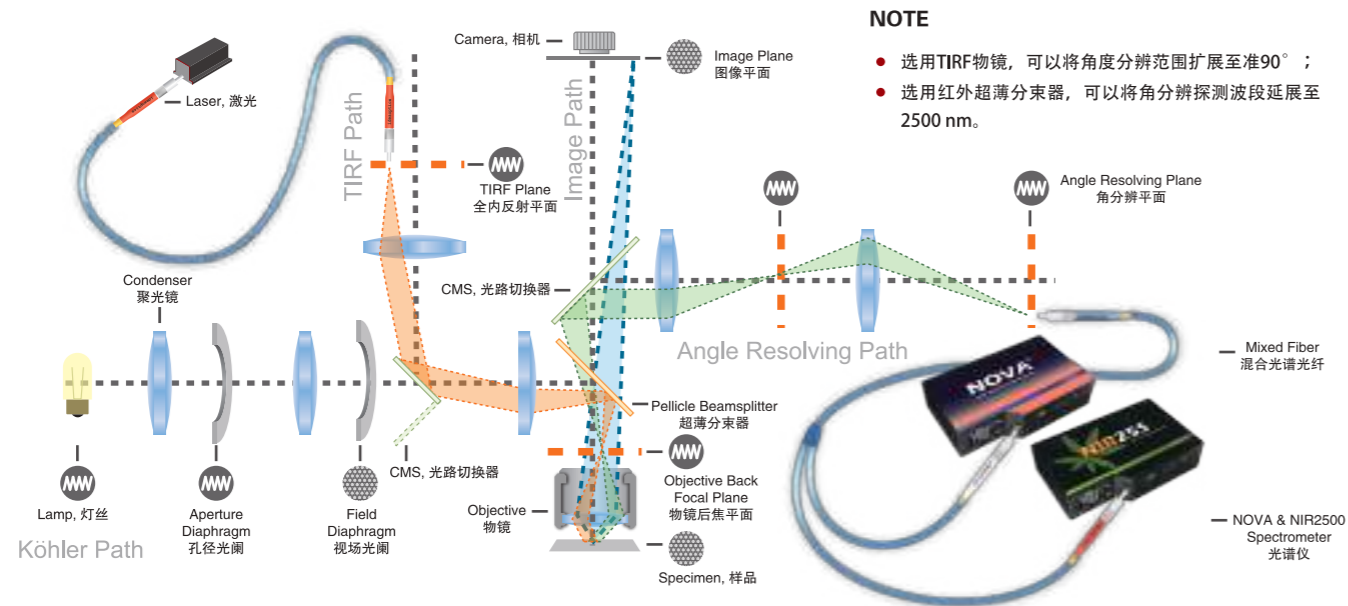 NOTE
● 选用TIRF物镜，可以将角度分辨范围扩展至准90°；
● 选用红外超薄分束器，可以将角分辨探测波段延展至
2500 nm。
Camera, 相机
Image Plane
图像平面
Laser, 激光
TIRF Path
Image Path
TIRF Plane
全内反射平面
Angle Resolving Plane
角分辨平面
Condenser
聚光镜
CMS, 光路切换器
Angle Resolving Path
Mixed Fiber
混合光谱光纤
NOVA
Pellicle Beamsplitter
超薄分束器
CMS, 光路切换器
Objective Back
Focal Plane
物镜后焦平面
Objective
物镜
Lamp, 灯丝
Aperture
Diaphragm
孔径光阑
Field
Diaphragm
视场光阑
Köhler Path
Specimen, 样品
NOVA & NIR2500
Spectrometer
光谱仪